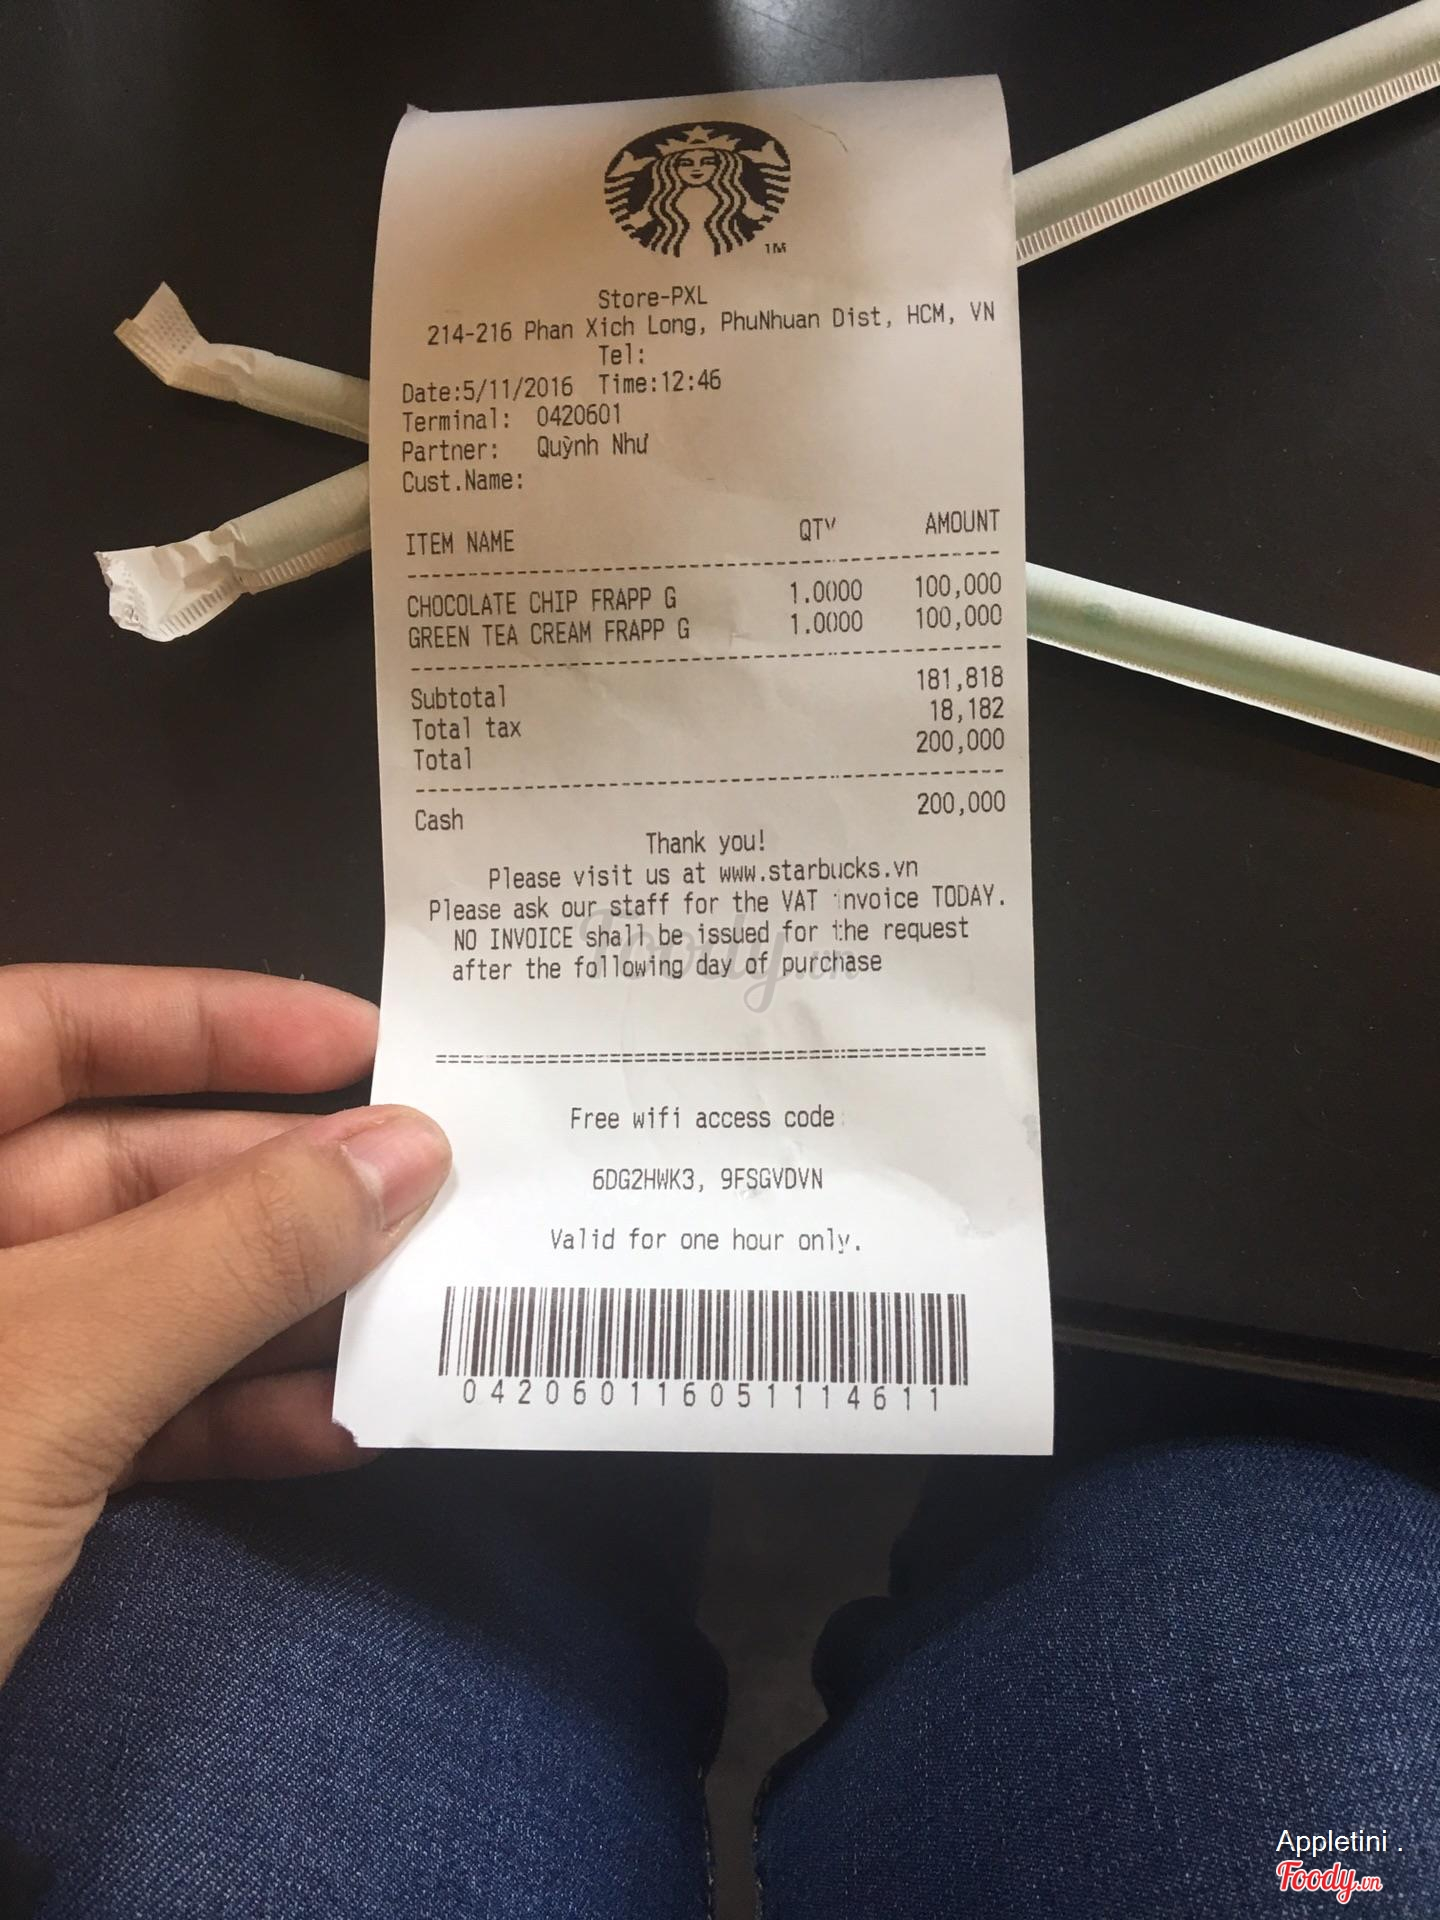 TM
Store-PXL
214-216 Phan Xich Long, PhuNhuan Dist, HCM, VN
Tel:
Date:5/11/2016 Time:12:46
Terminal: 0420601
Partner: Quỳnh Như
Cust.Name:
ITEM NAME QTY AMOUNT
CHOCOLATE CHIP FRAPP G 1.0000 100,000
GREEN TEA CREAM FRAPP G 1.0000 100,000
Subtotal 181,818
Total tax 18,182
Total 200,000
Cash 200,000
Thank you!
Please visit us at www.starbucks.vn
Please ask our staff for the VAT invoice TODAY.
NO INVOICE shall be issued for the request
after the following day of purchase
Foody.vn
Free wifi access code:
6DG2HWK3, 9FSGVDVN
Valid for one hour only.
042060116051114611
Appletini .
Foody.vn